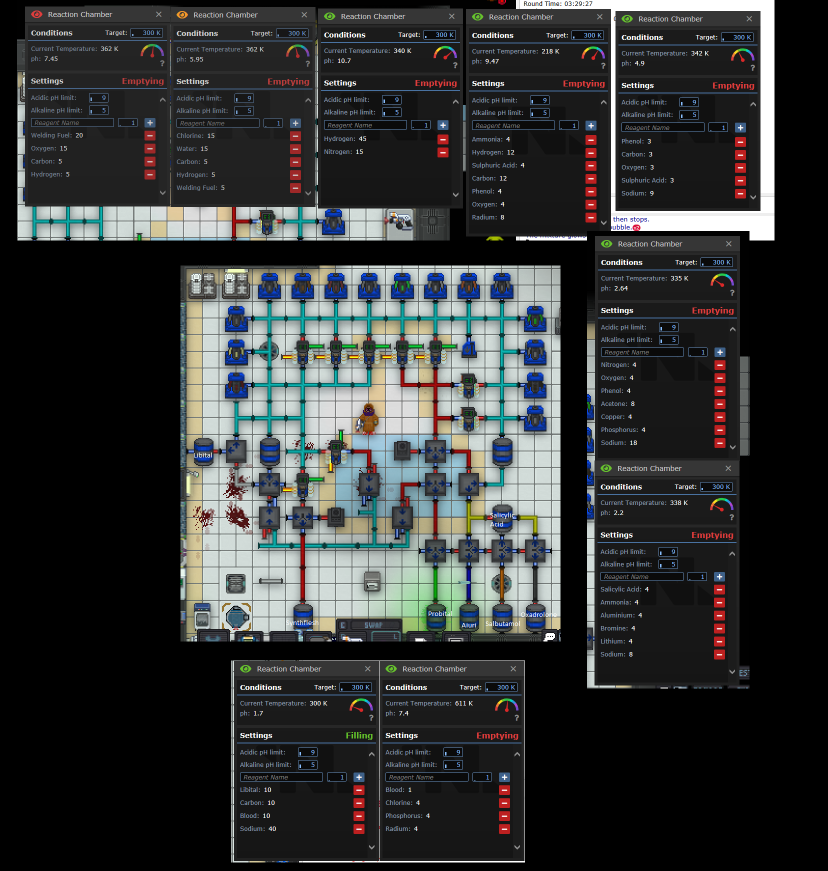 Round Time: 03:29:27
Reaction Chamber
Conditions
Target: 300 K
Current Temperature: 362 K
ph: 7.45
?
Settings
Emptying
Acidic pH limit: 9
Alkaline pH limit: 5
Reagent Name 1 +
Welding Fuel: 20
Oxygen: 15
Carbon: 5
Hydrogen: 5
Reaction Chamber
Conditions
Target: 300 K
Current Temperature: 362 K
ph: 5.95
?
Settings
Emptying
Acidic pH limit: 9
Alkaline pH limit: 5
Reagent Name 1 +
Chlorine: 15
Water: 15
Carbon: 5
Hydrogen: 5
Welding Fuel: 5
Reaction Chamber
Conditions
Target: 300 K
Current Temperature: 340 K
ph: 10.7
?
Settings
Emptying
Acidic pH limit: 9
Alkaline pH limit: 5
Reagent Name 1 +
Hydrogen: 45
Nitrogen: 15
Reaction Chamber
Conditions
Target: 300 K
Current Temperature: 218 K
ph: 9.47
?
Settings
Emptying
Acidic pH limit: 9
Alkaline pH limit: 5
Reagent Name 1 +
Ammonia: 4
Hydrogen: 12
Sulphuric Acid: 4
Carbon: 12
Phenol: 4
Oxygen: 4
Radium: 8
Reaction Chamber
Conditions
Target: 300 K
Current Temperature: 342 K
ph: 4.9
?
Settings
Emptying
Acidic pH limit: 9
Alkaline pH limit: 5
Reagent Name 1 +
Phenol: 3
Carbon: 3
Oxygen: 3
Sulphuric Acid: 3
Sodium: 9
then stops.
Reaction Chamber
Conditions
Target: 300 K
Current Temperature: 335 K
ph: 2.64
?
Settings
Emptying
Acidic pH limit: 9
Alkaline pH limit: 5
Reagent Name 1 +
Nitrogen: 4
Oxygen: 4
Phenol: 4
Acetone: 8
Copper: 4
Phosphorus: 4
Sodium: 18
Libital
Salicylic
Acid
Synthflesh
Probital
Aiuri
Salbutamol
Oxadrolone
SWAP
L
Reaction Chamber
Conditions
Target: 300 K
Current Temperature: 338 K
ph: 2.2
?
Settings
Emptying
Acidic pH limit: 9
Alkaline pH limit: 5
Reagent Name 1 +
Salicylic Acid: 4
Ammonia: 4
Aluminium: 4
Bromine: 4
Lithium: 4
Sodium: 8
Reaction Chamber
Conditions
Target: 300 K
Current Temperature: 300 K
ph: 1.7
?
Settings
Filling
Acidic pH limit: 9
Alkaline pH limit: 5
Reagent Name 1 +
Libital: 10
Carbon: 10
Blood: 10
Sodium: 40
Reaction Chamber
Conditions
Target: 300 K
Current Temperature: 611 K
ph: 7.4
?
Settings
Emptying
Acidic pH limit: 9
Alkaline pH limit: 5
Reagent Name 1 +
Blood: 1
Chlorine: 4
Phosphorus: 4
Radium: 4